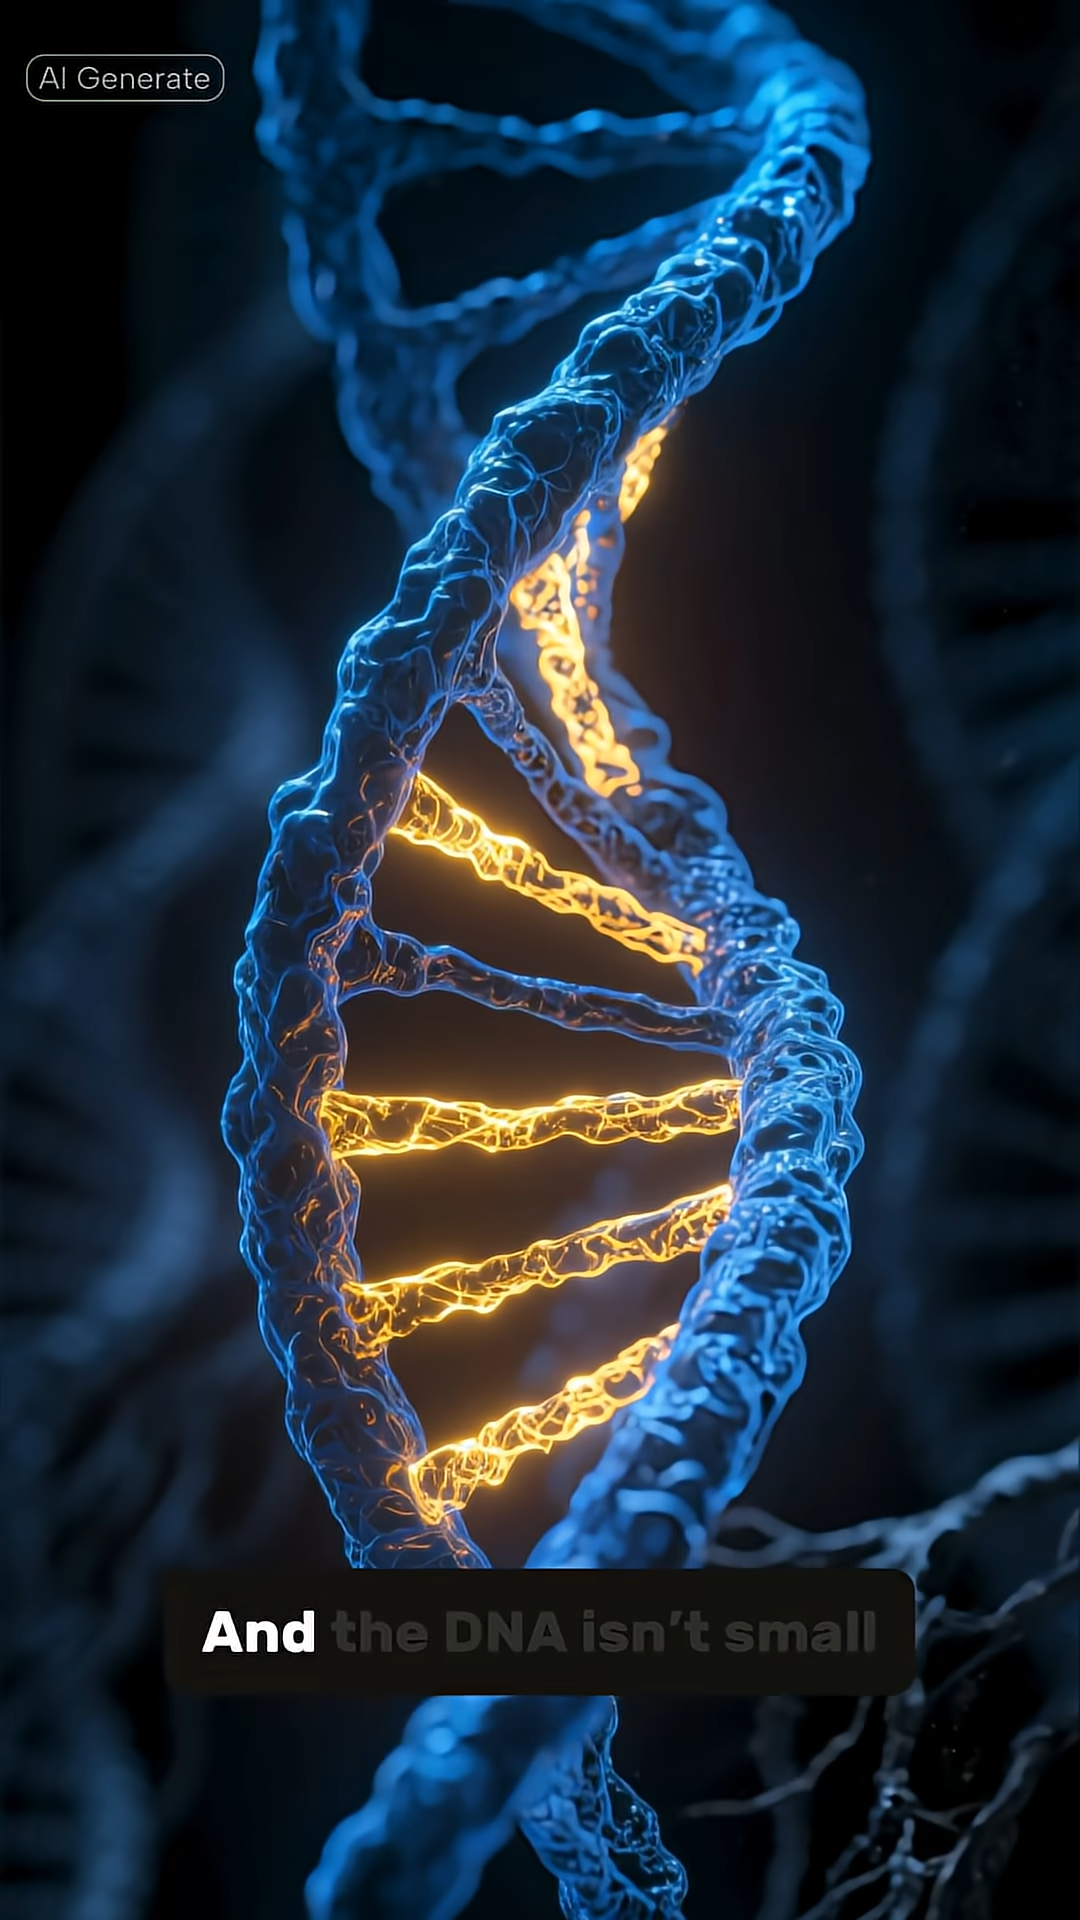 AI Generate
And the DNA isn’t small